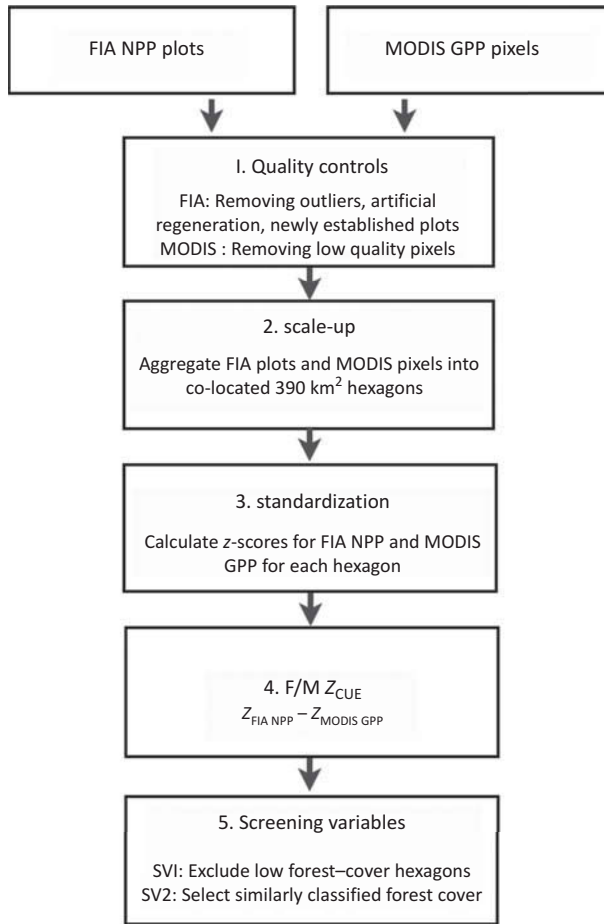 FIA NPP plots
MODIS GPP pixels
I. Quality controls
FIA: Removing outliers, artificial
regeneration, newly established plots
MODIS : Removing low quality pixels
2. scale-up
Aggregate FIA plots and MODIS pixels into
co-located 390 km² hexagons
3. standardization
Calculate z-scores for FIA NPP and MODIS
GPP for each hexagon
4. F/M Z_CUE
Z_FIA NPP – Z_MODIS GPP
5. Screening variables
SVI: Exclude low forest–cover hexagons
SV2: Select similarly classified forest cover